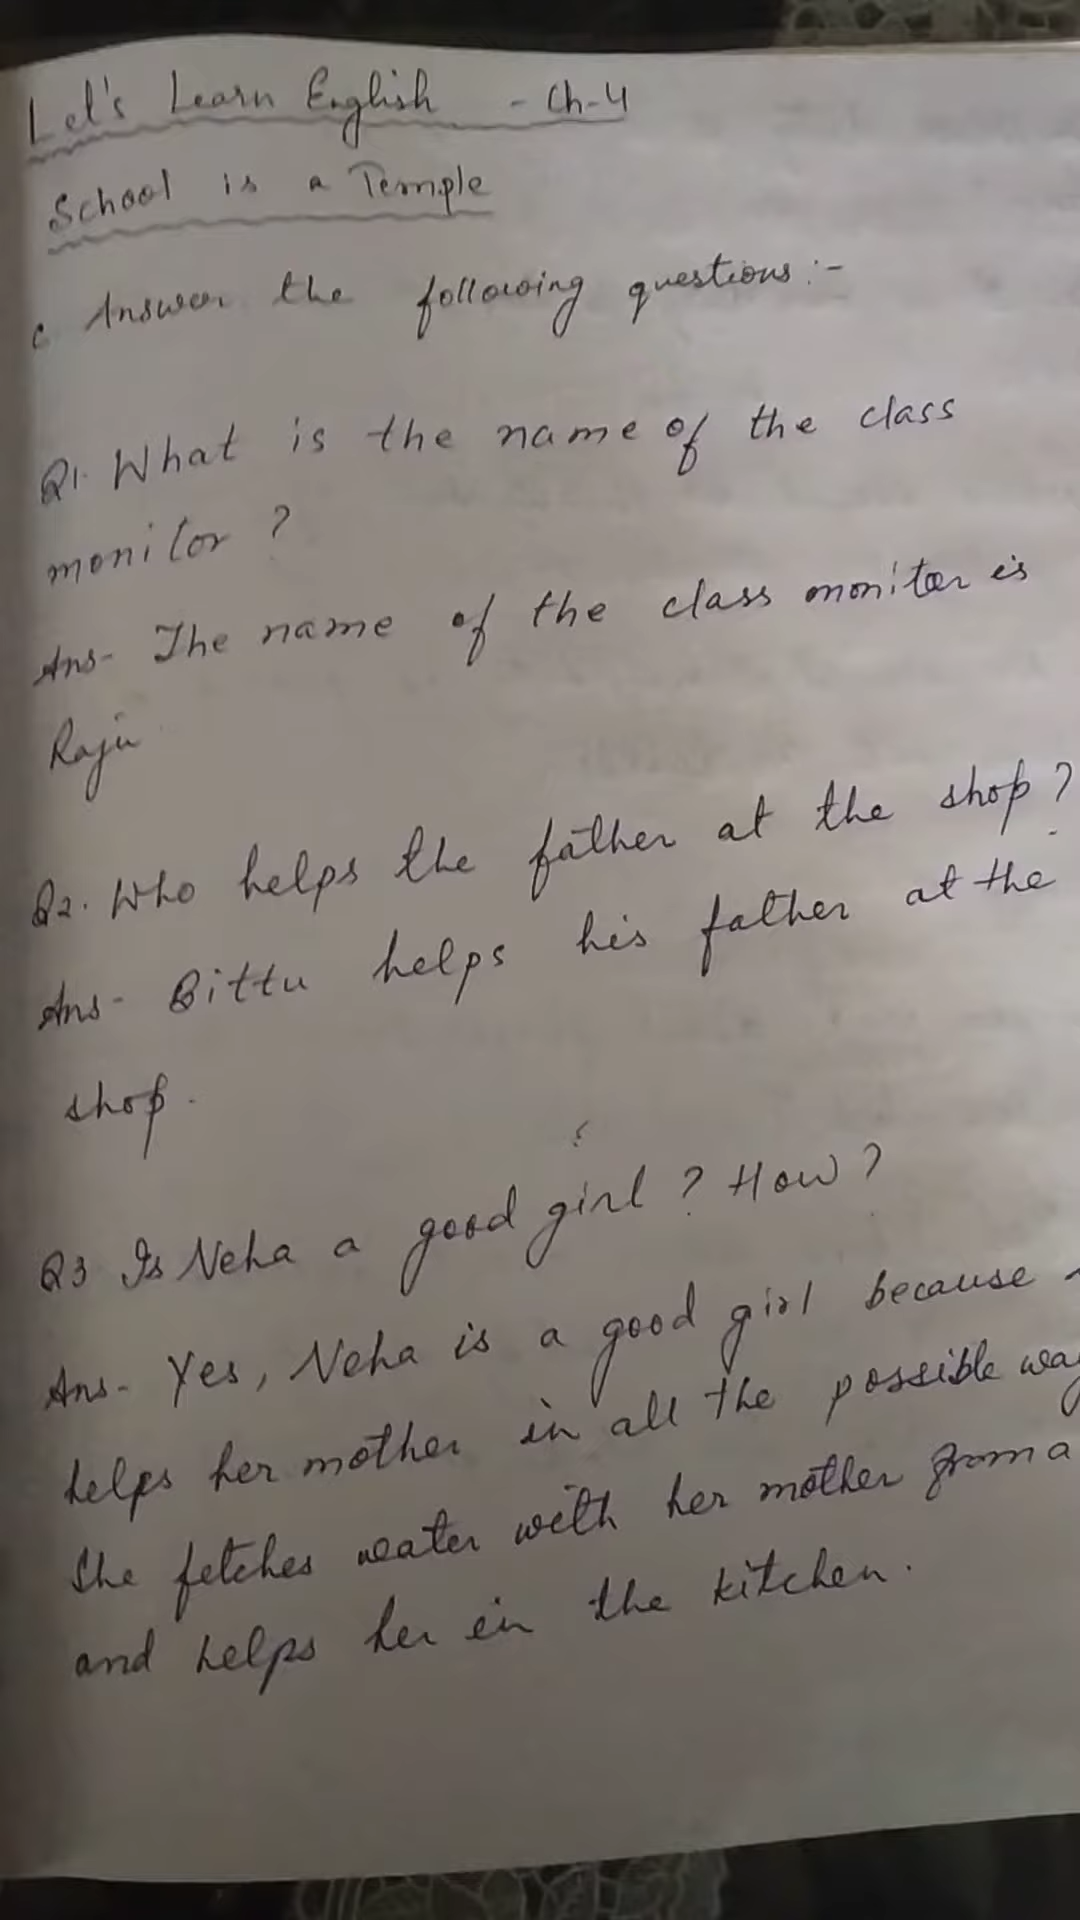 Let's Learn English - Ch-4
School is a Temple
c. Answer the following questions :-
Q1. What is the name of the class
monitor ?
Ans- The name of the class monitor is
Raju
Q2. Who helps the father at the shop ?
Ans- Bittu helps his father at the
shop.
Q3 Is Neha a good girl ? How ?
Ans- Yes, Neha is a good girl because
helps her mother in all the possible
She fetches water with her mother from a
and helps her in the kitchen.